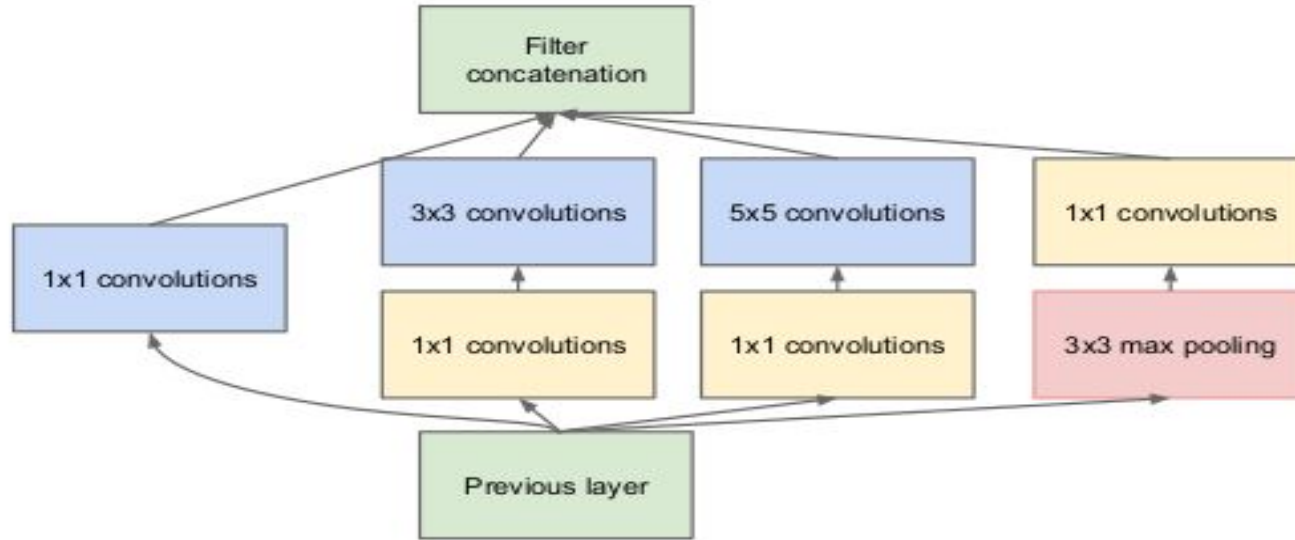 Filter
concatenation
3x3 convolutions
5x5 convolutions
1x1 convolutions
1x1 convolutions
1x1 convolutions
1x1 convolutions
3x3 max pooling
Previous layer